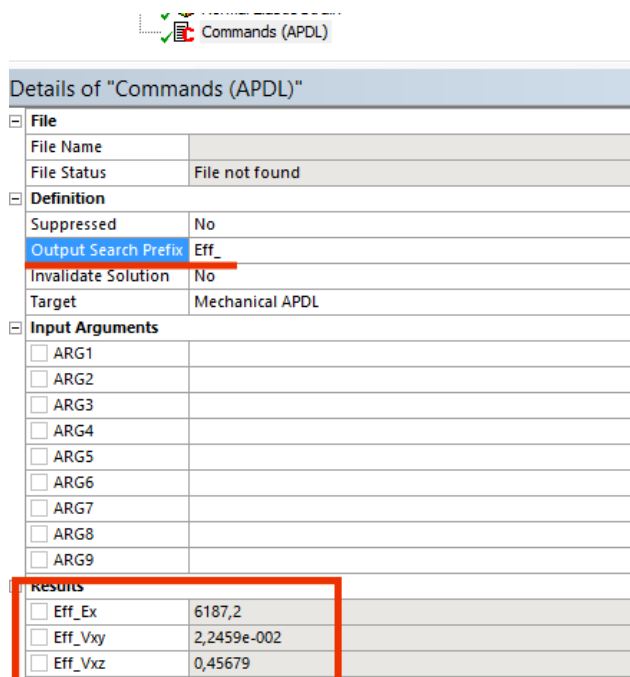 Commands (APDL)
Details of "Commands (APDL)"
File
File Name
File Status File not found
Definition
Suppressed No
Output Search Prefix Eff_
Invalidate Solution No
Target Mechanical APDL
Input Arguments
ARG1
ARG2
ARG3
ARG4
ARG5
ARG6
ARG7
ARG8
ARG9
Results
Eff_Ex 6187,2
Eff_Vxy 2,2459e-002
Eff_Vxz 0,45679